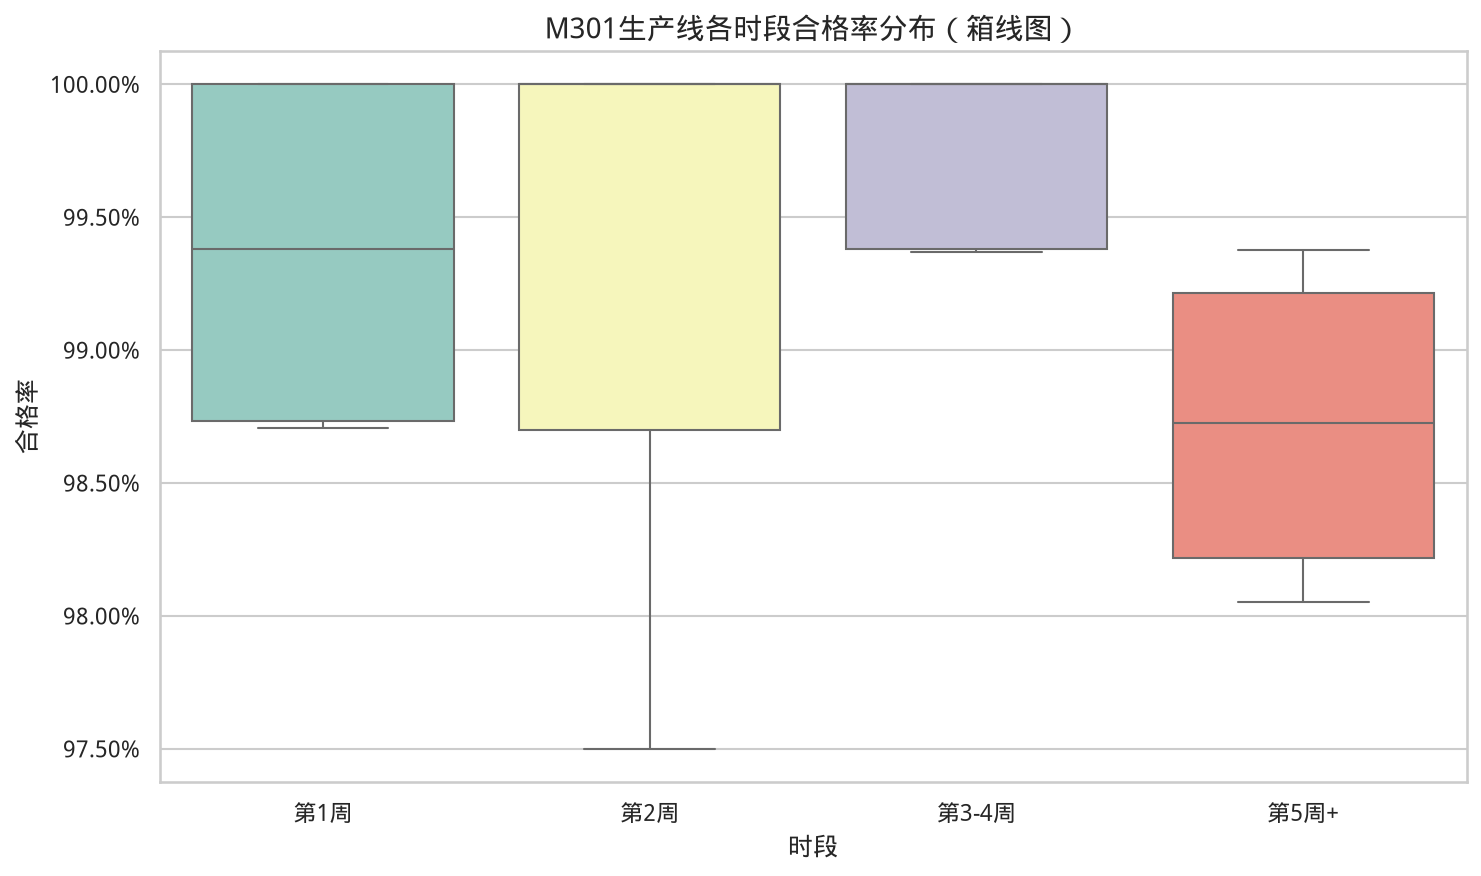 M301生产线各时段合格率分布（箱线图）
100.00%
99.50%
99.00%
98.50%
98.00%
97.50%
合格率
第1周
第2周
第3-4周
第5周+
时段